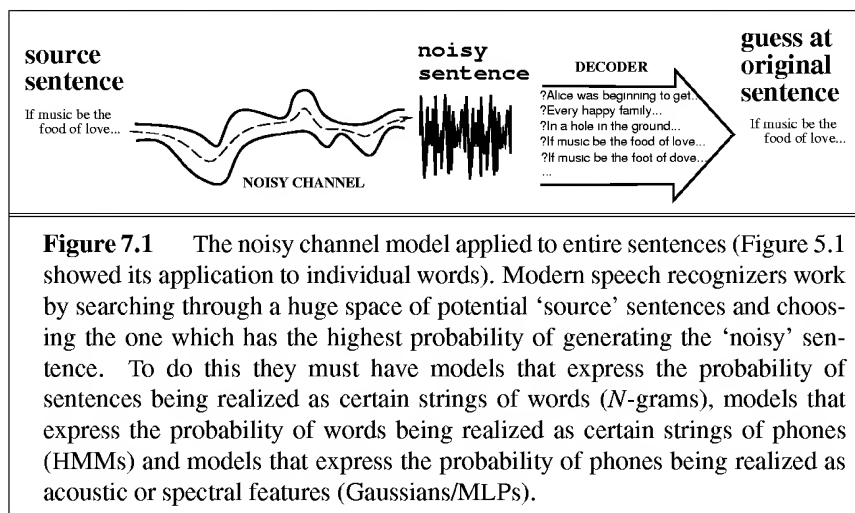 source
sentence
If music be the
food of love...
NOISY CHANNEL
noisy
sentence
DECODER
?Alice was beginning to get...
?Every happy family...
?In a hole in the ground...
?If music be the food of love...
?If music be the foot of dove...
...
guess at
original
sentence
If music be the
food of love...
Figure 7.1 The noisy channel model applied to entire sentences (Figure 5.1
showed its application to individual words). Modern speech recognizers work
by searching through a huge space of potential ‘source’ sentences and choos-
ing the one which has the highest probability of generating the ‘noisy’ sen-
tence. To do this they must have models that express the probability of
sentences being realized as certain strings of words (N-grams), models that
express the probability of words being realized as certain strings of phones
(HMMs) and models that express the probability of phones being realized as
acoustic or spectral features (Gaussians/MLPs).